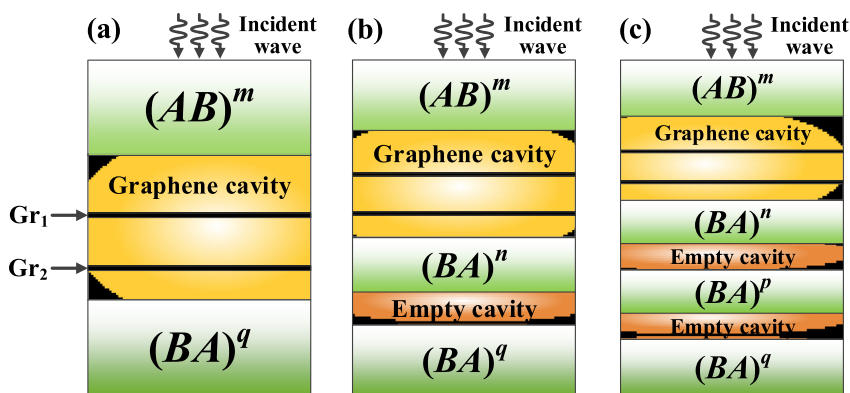 (a)
Incident
wave
(AB)^m
Graphene cavity
Gr₁
Gr₂
(BA)^q
(b)
Incident
wave
(AB)^m
Graphene cavity
(BA)^n
Empty cavity
(BA)^q
(c)
Incident
wave
(AB)^m
Graphene cavity
(BA)^n
Empty cavity
(BA)^p
Empty cavity
(BA)^q